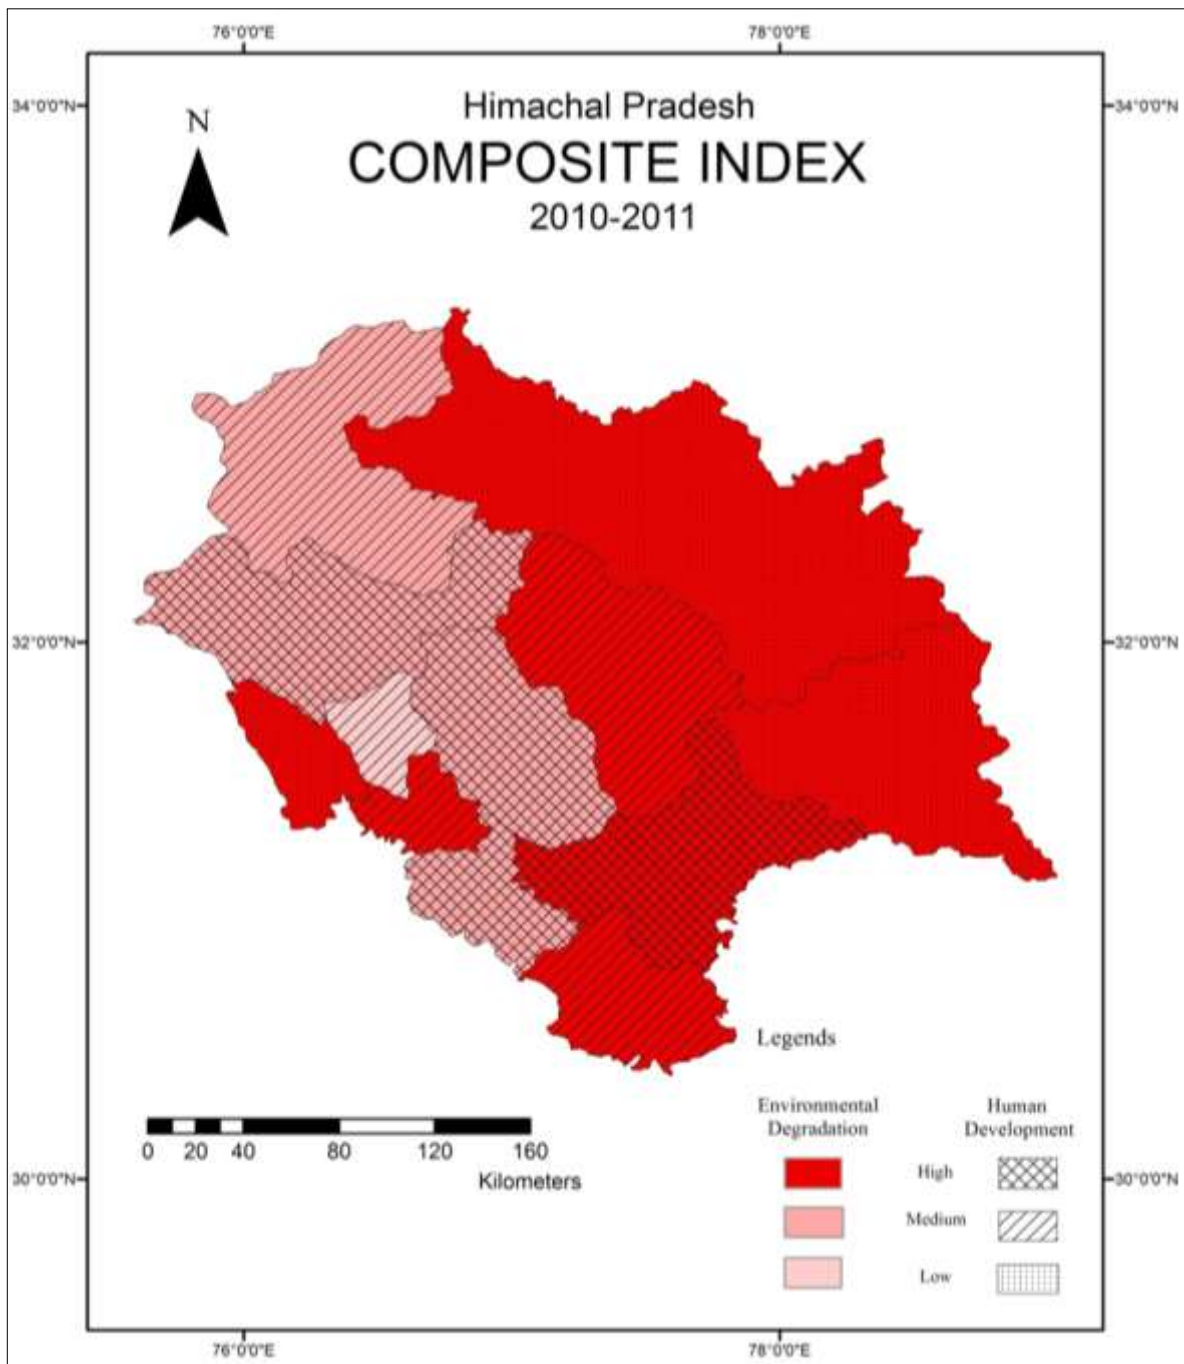 76°0'0"E 78°0'0"E
34°0'0"N 34°0'0"N
N
Himachal Pradesh
COMPOSITE INDEX
2010-2011
32°0'0"N 32°0'0"N
Legends
Environmental Degradation Human Development
High
Medium
Low
0 20 40 80 120 160
Kilometers
30°0'0"N 30°0'0"N
76°0'0"E 78°0'0"E